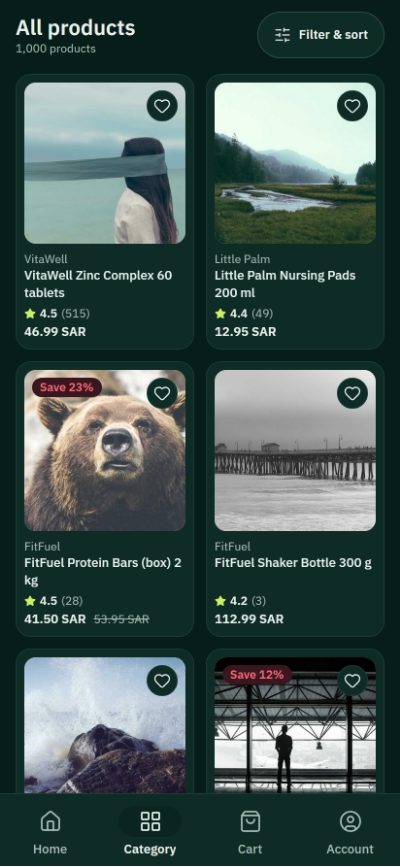 All products
1,000 products
Filter & sort
VitaWell
VitaWell Zinc Complex 60
tablets
4.5 (515)
46.99 SAR
Little Palm
Little Palm Nursing Pads
200 ml
4.4 (49)
12.95 SAR
Save 23%
FitFuel
FitFuel Protein Bars (box) 2
kg
4.5 (28)
41.50 SAR 53.95 SAR
FitFuel
FitFuel Shaker Bottle 300 g
4.2 (3)
112.99 SAR
Save 12%
Home
Category
Cart
Account